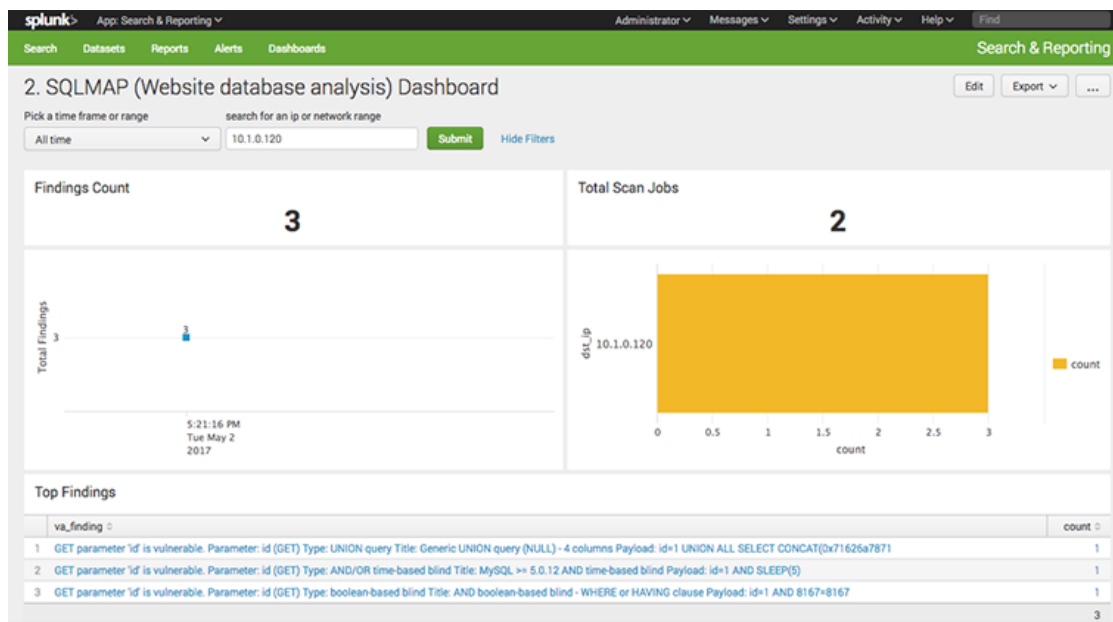 splunk> App: Search & Reporting Administrator Messages Settings Activity Help Find
Search Datasets Reports Alerts Dashboards Search & Reporting
2. SQLMAP (Website database analysis) Dashboard Edit Export ...
Pick a time frame or range search for an ip or network range
All time 10.1.0.120 Submit Hide Filters
Findings Count Total Scan Jobs
3 2
Total Findings
3
3
5:21:16 PM
Tue May 2
2017
dst_ip
10.1.0.120
count
0 0.5 1 1.5 2 2.5 3
count
Top Findings
va_finding count
1 GET parameter 'id' is vulnerable. Parameter: id (GET) Type: UNION query Title: Generic UNION query (NULL) - 4 columns Payload: id=1 UNION ALL SELECT CONCAT(0x71626a7871 1
2 GET parameter 'id' is vulnerable. Parameter: id (GET) Type: AND/OR time-based blind Title: MySQL >= 5.0.12 AND time-based blind Payload: id=1 AND SLEEP(5) 1
3 GET parameter 'id' is vulnerable. Parameter: id (GET) Type: boolean-based blind Title: AND boolean-based blind - WHERE or HAVING clause Payload: id=1 AND 8167=8167 1
3